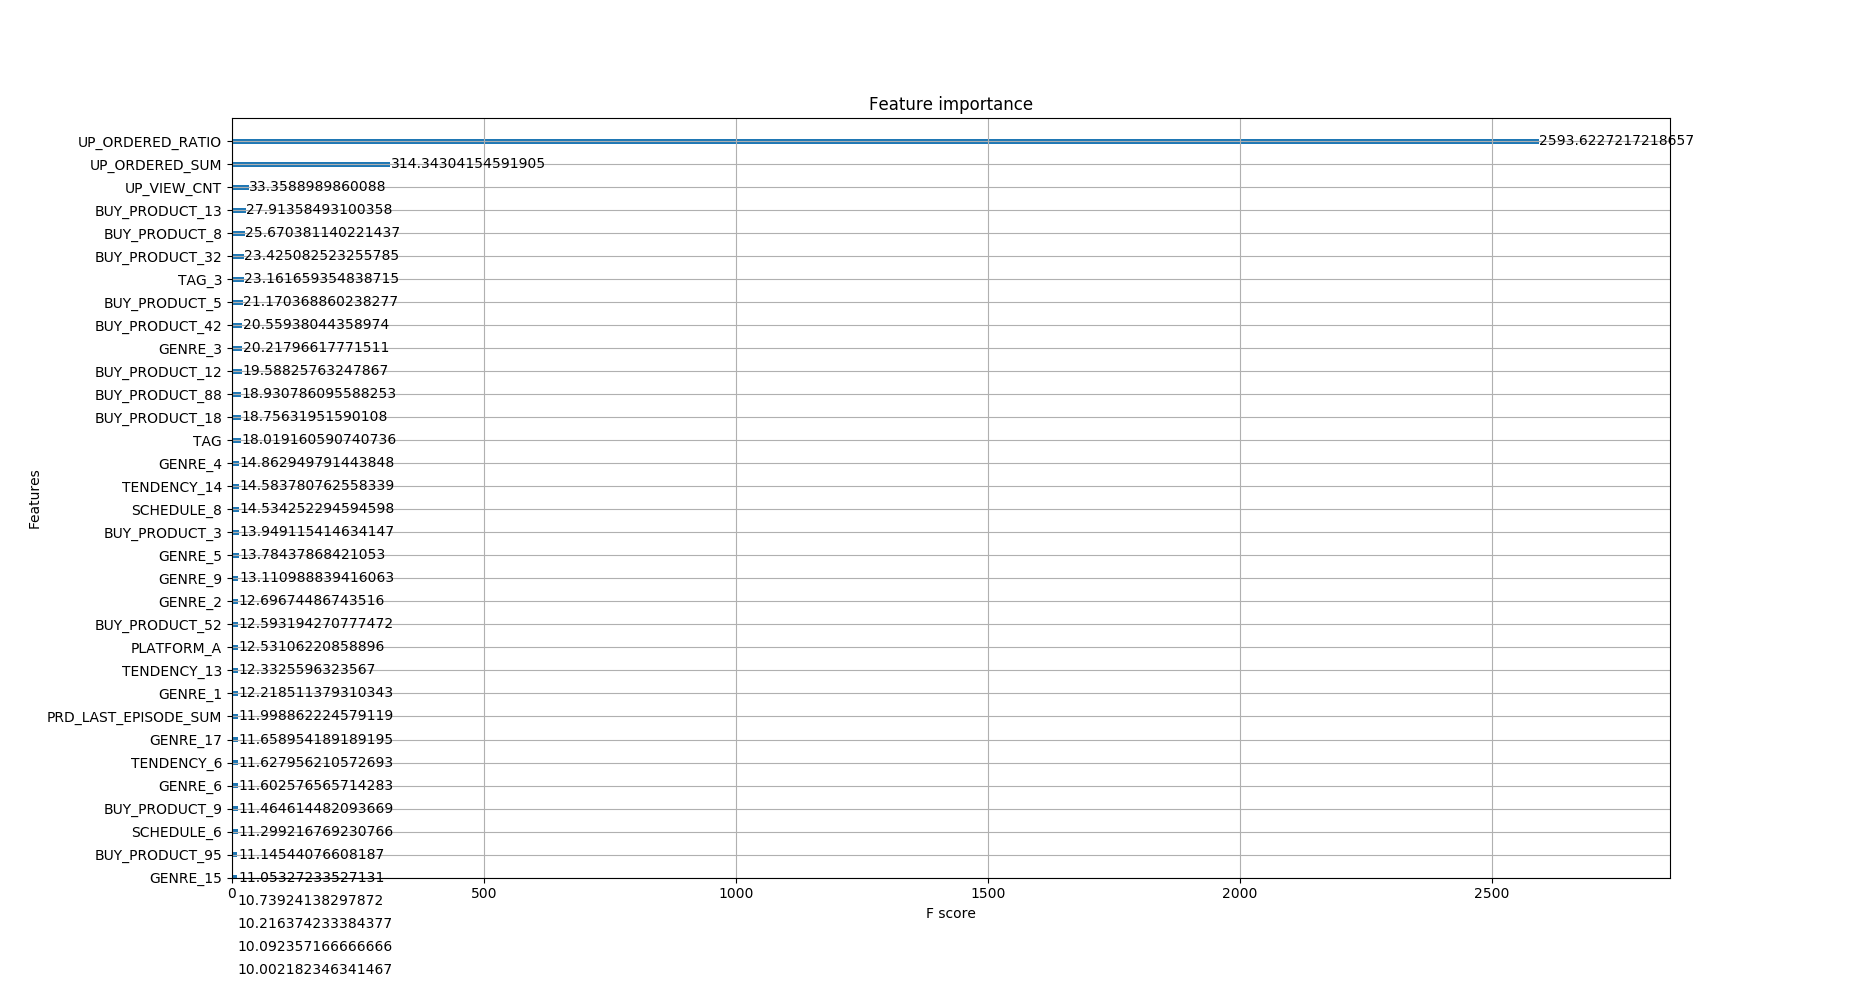 Feature importance
UP_ORDERED_RATIO 2593.6227217218657
UP_ORDERED_SUM 314.34304154591905
UP_VIEW_CNT 33.3588989860088
BUY_PRODUCT_13 27.91358493100358
BUY_PRODUCT_8 25.670381140221437
BUY_PRODUCT_32 23.425082523255785
TAG_3 23.161659354838715
BUY_PRODUCT_5 21.170368860238277
BUY_PRODUCT_42 20.55938044358974
GENRE_3 20.21796617771511
BUY_PRODUCT_12 19.58825763247867
BUY_PRODUCT_88 18.930786095588253
BUY_PRODUCT_18 18.75631951590108
TAG 18.019160590740736
GENRE_4 14.862949791443848
TENDENCY_14 14.583780762558339
SCHEDULE_8 14.534252294594598
BUY_PRODUCT_3 13.949115414634147
GENRE_5 13.78437868421053
GENRE_9 13.110988839416063
GENRE_2 12.69674486743516
BUY_PRODUCT_52 12.593194270777472
PLATFORM_A 12.53106220858896
TENDENCY_13 12.3325596323567
GENRE_1 12.218511379310343
PRD_LAST_EPISODE_SUM 11.998862224579119
GENRE_17 11.658954189189195
TENDENCY_6 11.627956210572693
GENRE_6 11.602576565714283
BUY_PRODUCT_9 11.464614482093669
SCHEDULE_6 11.299216769230766
BUY_PRODUCT_95 11.14544076608187
GENRE_15 11.05327233527131
0 500 1000 1500 2000 2500
10.73924138297872
10.216374233384377
10.092357166666666
10.002182346341467
F score
Features